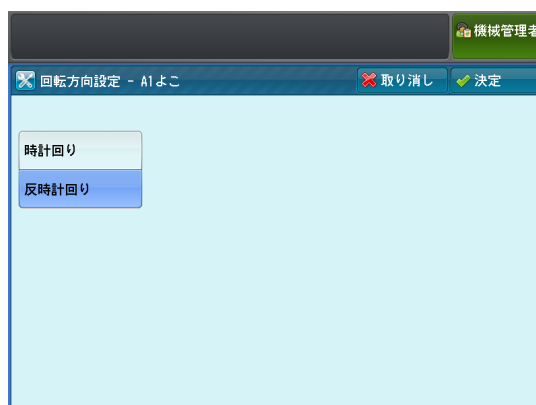 機械管理者
回転方向設定 - A1よこ
取り消し
決定
時計回り
反時計回り